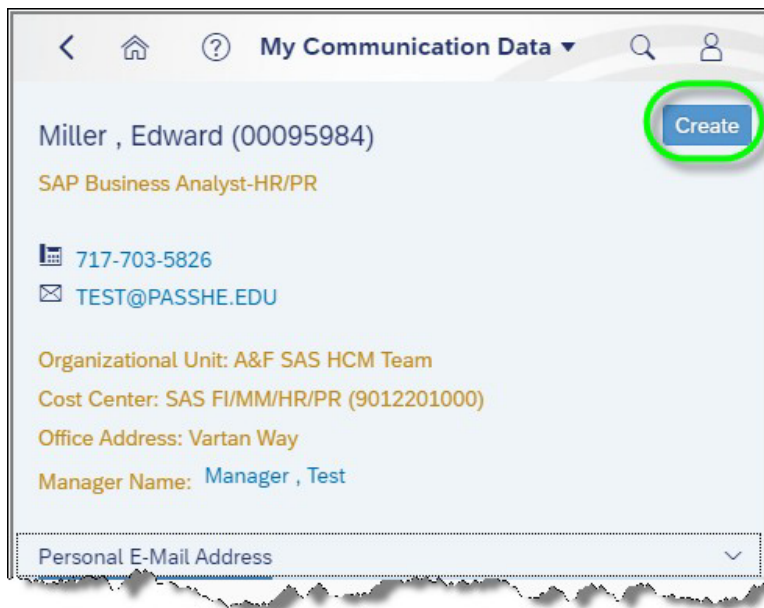 My Communication Data
Miller , Edward (00095984)
Create
SAP Business Analyst-HR/PR
717-703-5826
TEST@PASSHE.EDU
Organizational Unit: A&F SAS HCM Team
Cost Center: SAS FI/MM/HR/PR (9012201000)
Office Address: Vartan Way
Manager Name: Manager , Test
Personal E-Mail Address